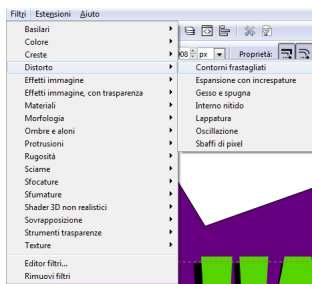 Filtri Estensioni Aiuto
Basilari
Colore
Creste
908 px Proprietà:
Distorto
Contorni frastagliati
Effetti immagine
Espansione con increspature
Effetti immagine, con trasparenza
Gesso e spugna
Materiali
Interno nitido
Morfologia
Lappatura
Ombre e aloni
Oscillazione
Protrusioni
Sbaffi di pixel
Rugosità
Sciame
Sfocature
Sfumature
Shader 3D non realistici
Sovrapposizione
Strumenti trasparenze
Texture
Editor filtri...
Rimuovi filtri